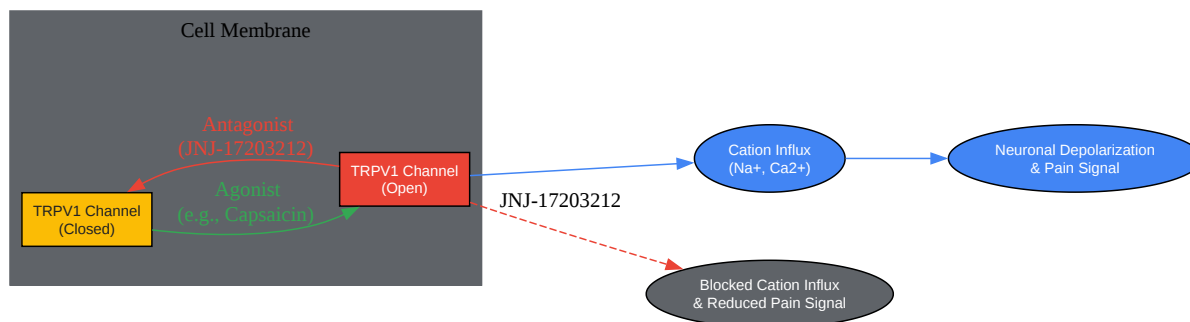 Cell Membrane
Antagonist
(JNJ-17203212)
TRPV1 Channel
(Open)
Agonist
(e.g., Capsaicin)
TRPV1 Channel
(Closed)
Cation Influx
(Na+, Ca2+)
Neuronal Depolarization
& Pain Signal
JNJ-17203212
Blocked Cation Influx
& Reduced Pain Signal